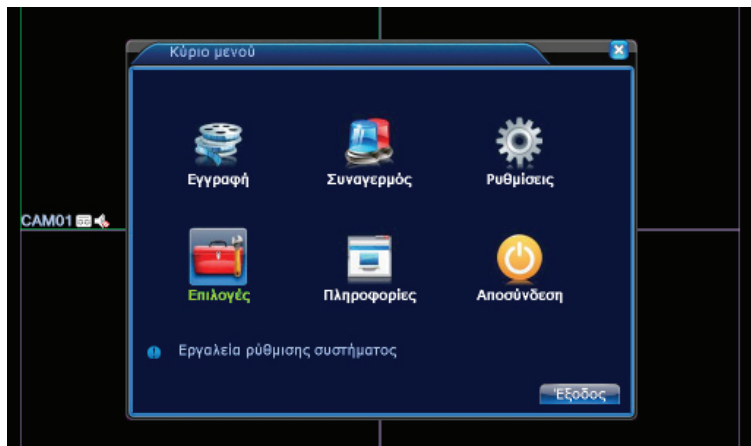 Κύριο μενού
Εγγραφή
Συναγερμός
Ρυθμίσεις
CAM01
Επιλογές
Πληροφορίες
Αποσύνδεση
Εργαλεία ρύθμισης συστήματος
Έξοδος